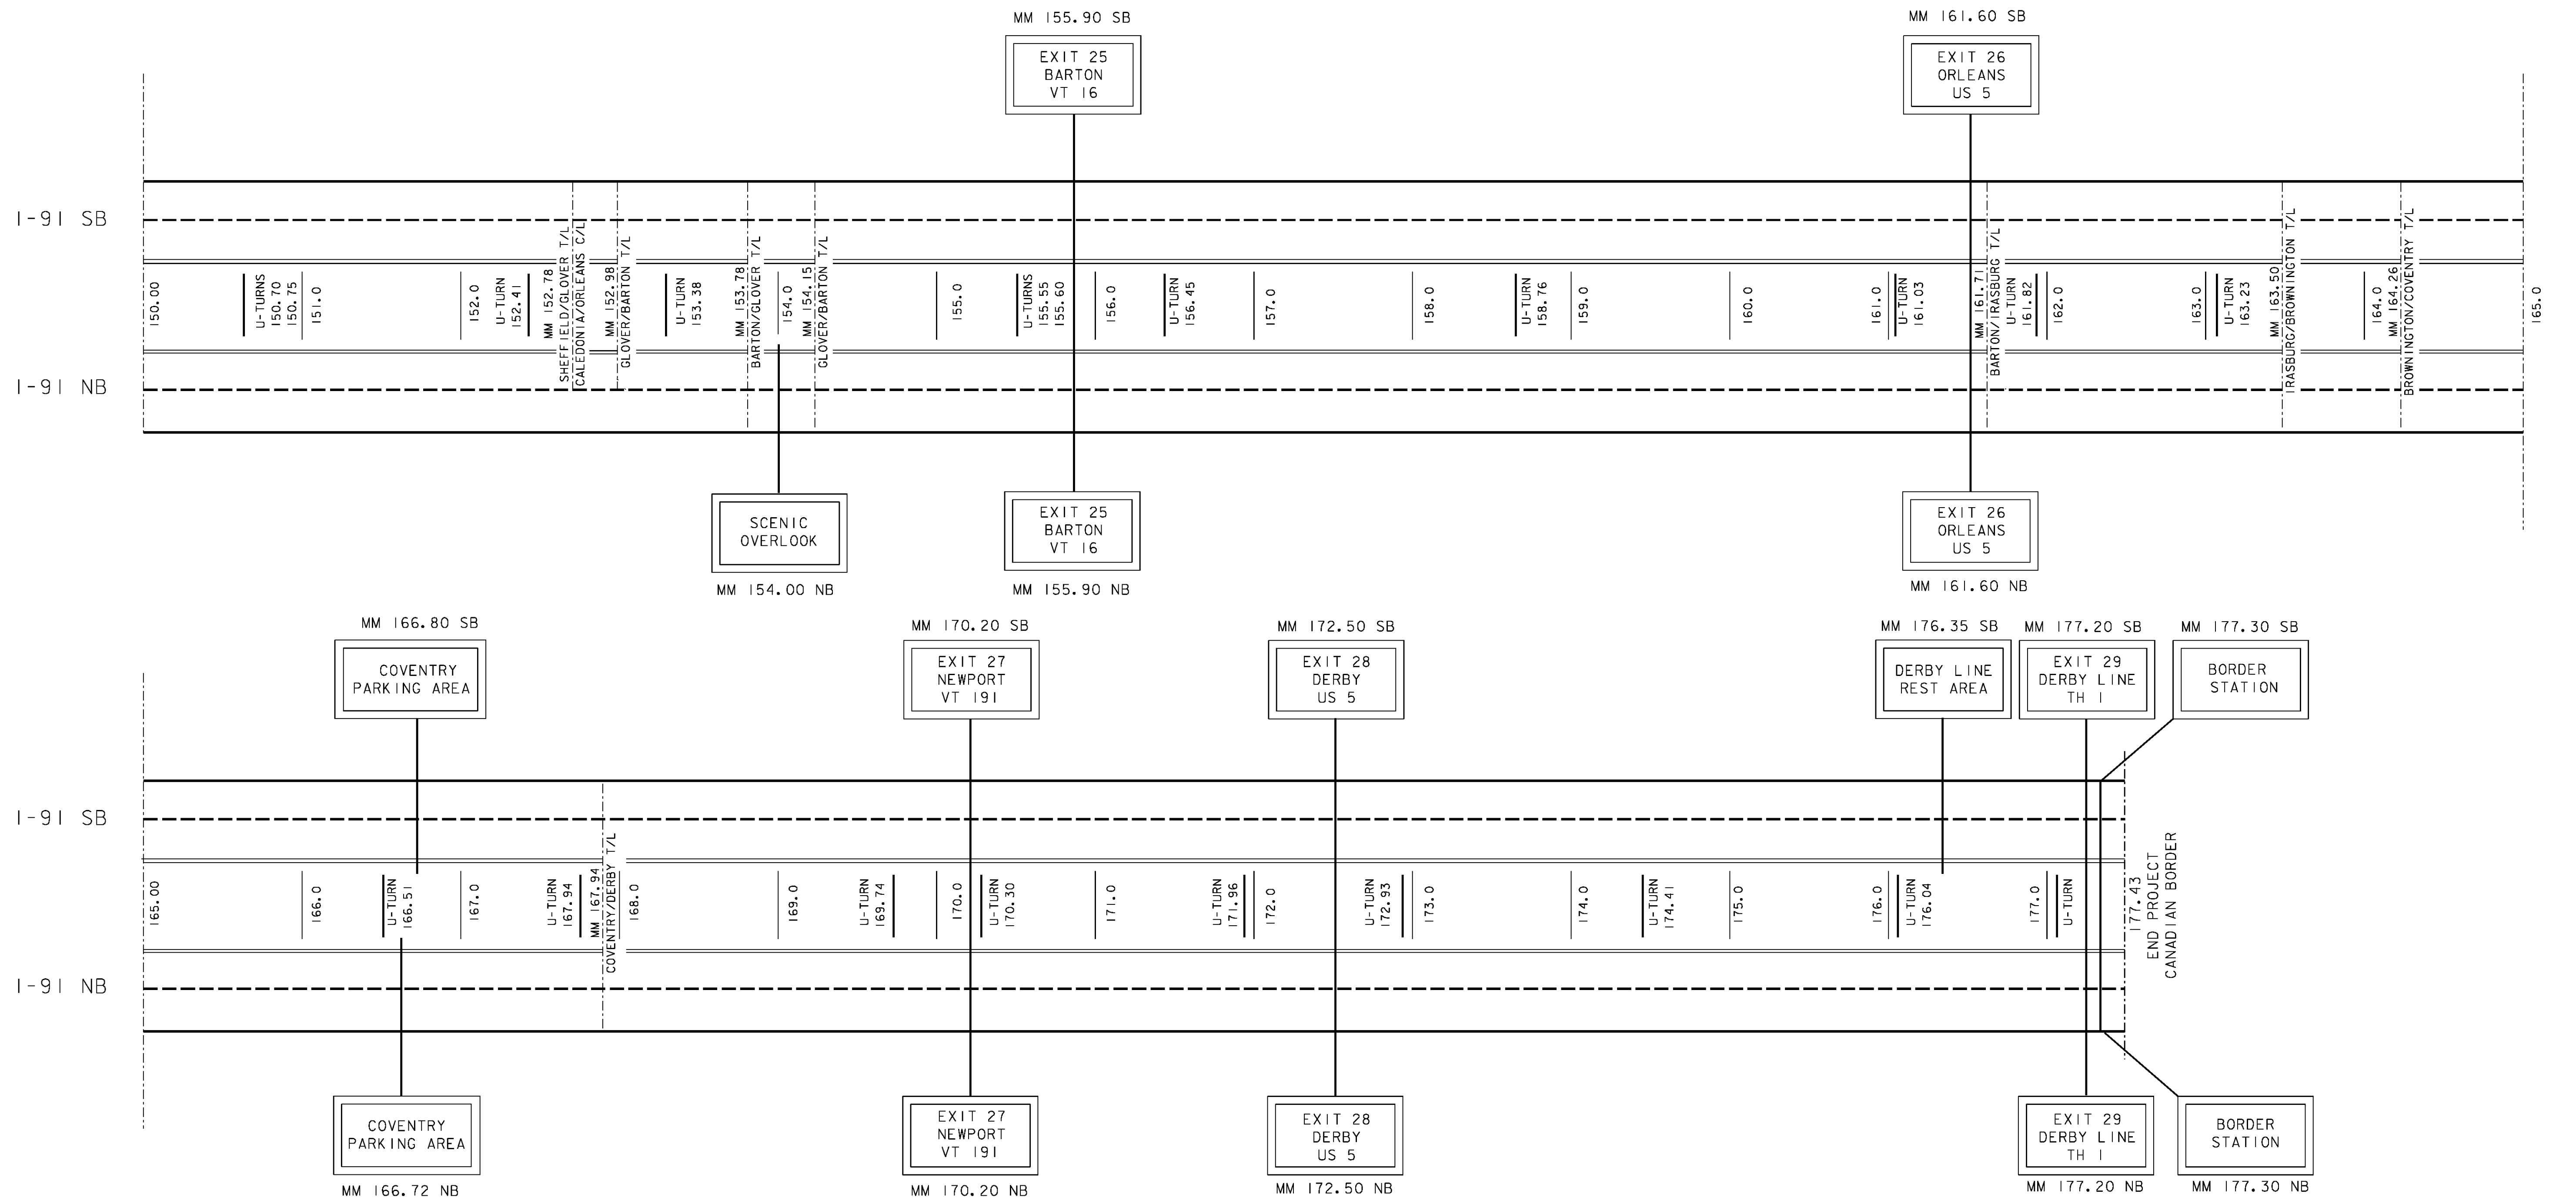 MM 155.90 SB
EXIT 25
BARTON
VT 16
MM 161.60 SB
EXIT 26
ORLEANS
US 5
I-91 SB
I-91 NB
150.00
U-TURNS
150.70
150.75
151.0
152.0
U-TURN
152.41
MM 152.78
SHEFFIELD/GLOVER T/L
CALEDONIA/ORLEANS C/L
MM 152.98
GLOVER/BARTON T/L
U-TURN
153.38
MM 153.78
BARTON/GLOVER T/L
154.0
MM 154.15
GLOVER/BARTON T/L
155.0
U-TURNS
155.55
155.60
156.0
U-TURN
156.45
157.0
158.0
U-TURN
158.76
159.0
160.0
161.0
U-TURN
161.03
MM 161.71
BARTON/IRASBURG T/L
U-TURN
161.82
162.0
163.0
U-TURN
163.23
MM 163.50
IRASBURG/BROWNINGTON T/L
164.0
MM 164.26
BROWNINGTON/COVENTRY T/L
165.0
SCENIC
OVERLOOK
MM 154.00 NB
EXIT 25
BARTON
VT 16
MM 155.90 NB
EXIT 26
ORLEANS
US 5
MM 161.60 NB
MM 166.80 SB
COVENTRY
PARKING AREA
MM 170.20 SB
EXIT 27
NEWPORT
VT 191
MM 172.50 SB
EXIT 28
DERBY
US 5
MM 176.35 SB
DERBY LINE
REST AREA
MM 177.20 SB
EXIT 29
DERBY LINE
TH 1
MM 177.30 SB
BORDER
STATION
I-91 SB
I-91 NB
165.00
166.0
U-TURN
166.51
167.0
U-TURN
167.94
MM 167.94
COVENTRY/DERBY T/L
168.0
169.0
U-TURN
169.74
170.0
U-TURN
170.30
171.0
U-TURN
171.96
172.0
U-TURN
172.93
173.0
174.0
U-TURN
174.41
175.0
176.0
U-TURN
176.04
177.0
U-TURN
177.43
END PROJECT
CANADIAN BORDER
COVENTRY
PARKING AREA
MM 166.72 NB
EXIT 27
NEWPORT
VT 191
MM 170.20 NB
EXIT 28
DERBY
US 5
MM 172.50 NB
EXIT 29
DERBY LINE
TH 1
MM 177.20 NB
BORDER
STATION
MM 177.30 NB